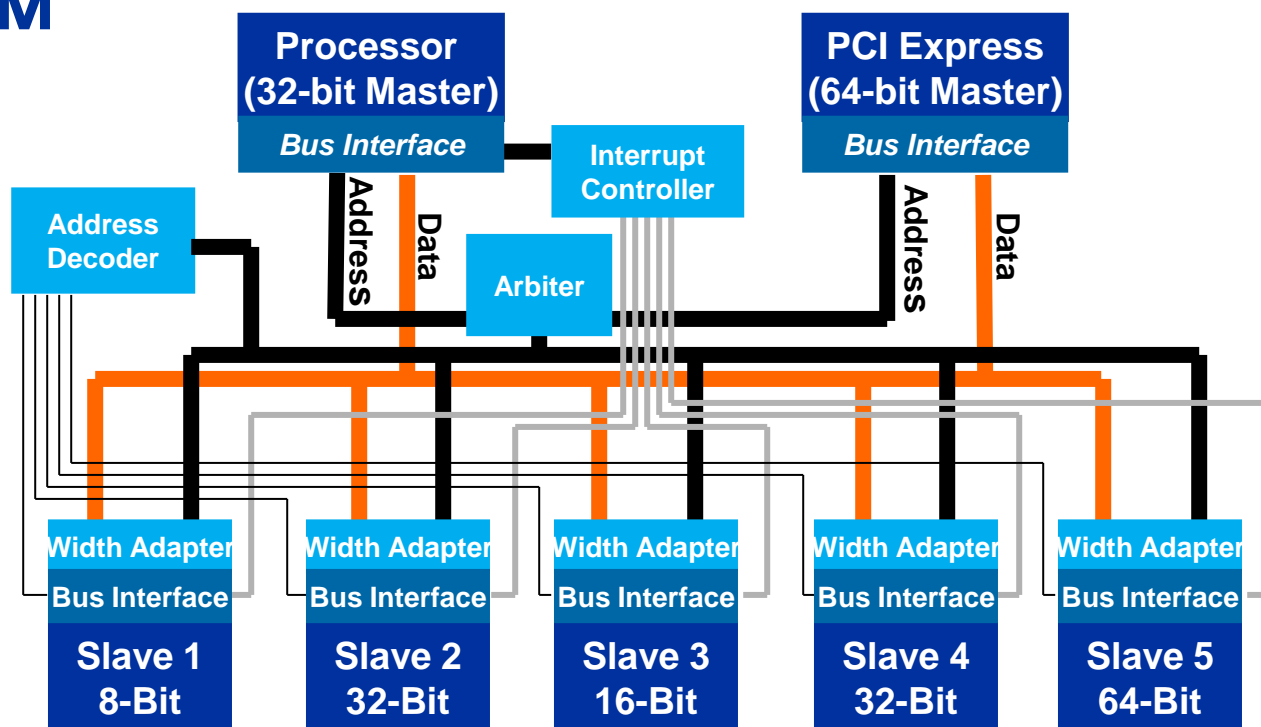 M
Processor
(32-bit Master)
Bus Interface
PCI Express
(64-bit Master)
Bus Interface
Interrupt
Controller
Address
Decoder
Address
Data
Arbiter
Address
Data
Width Adapter
Bus Interface
Slave 1
8-Bit
Width Adapter
Bus Interface
Slave 2
32-Bit
Width Adapter
Bus Interface
Slave 3
16-Bit
Width Adapter
Bus Interface
Slave 4
32-Bit
Width Adapter
Bus Interface
Slave 5
64-Bit